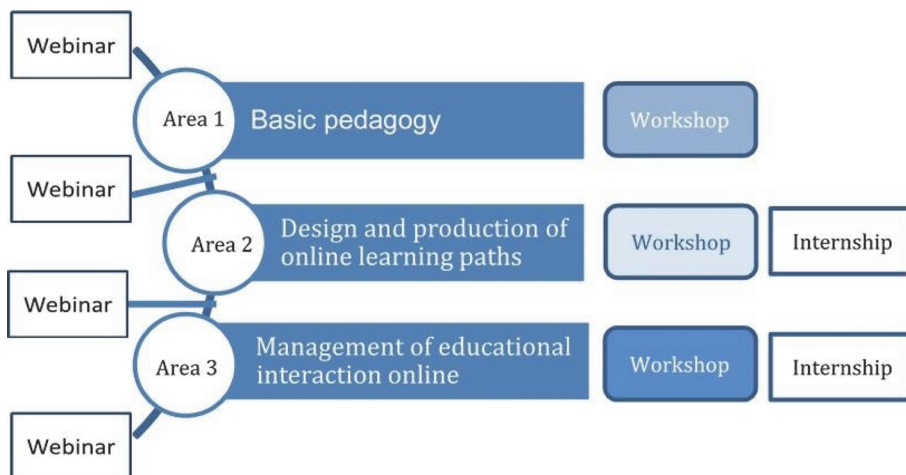 Webinar
Area 1
Basic pedagogy
Workshop
Webinar
Area 2
Design and production of
online learning paths
Workshop
Internship
Webinar
Area 3
Management of educational
interaction online
Workshop
Internship
Webinar